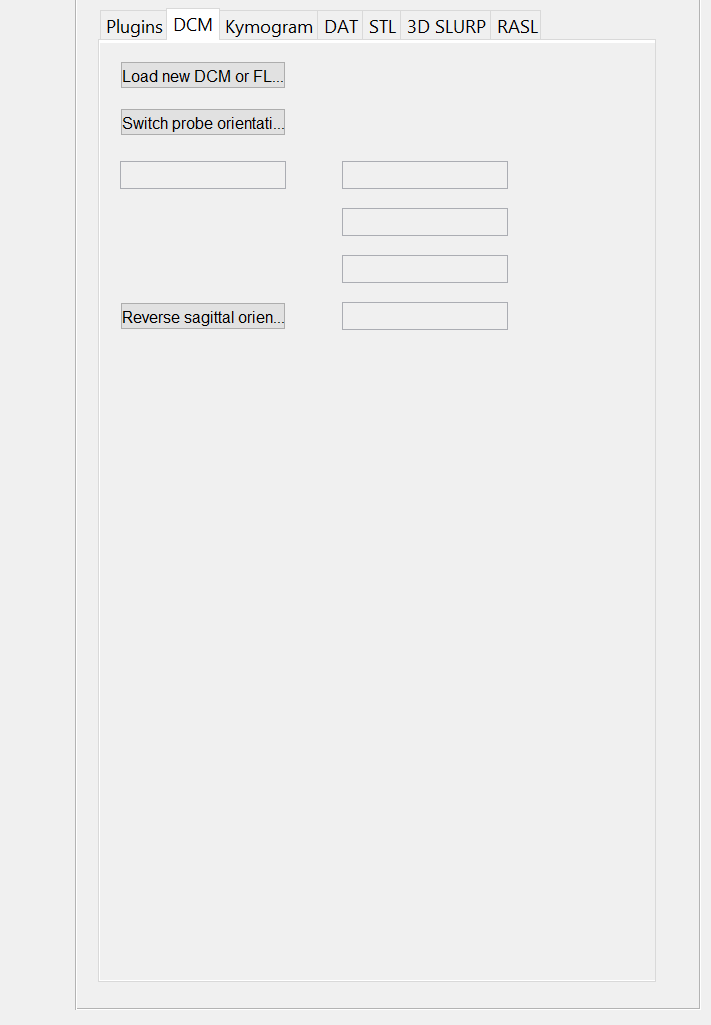 Plugins DCM Kymogram DAT STL 3D SLURP RASL
Load new DCM or FL...
Switch probe orientati...
Reverse sagittal orien...